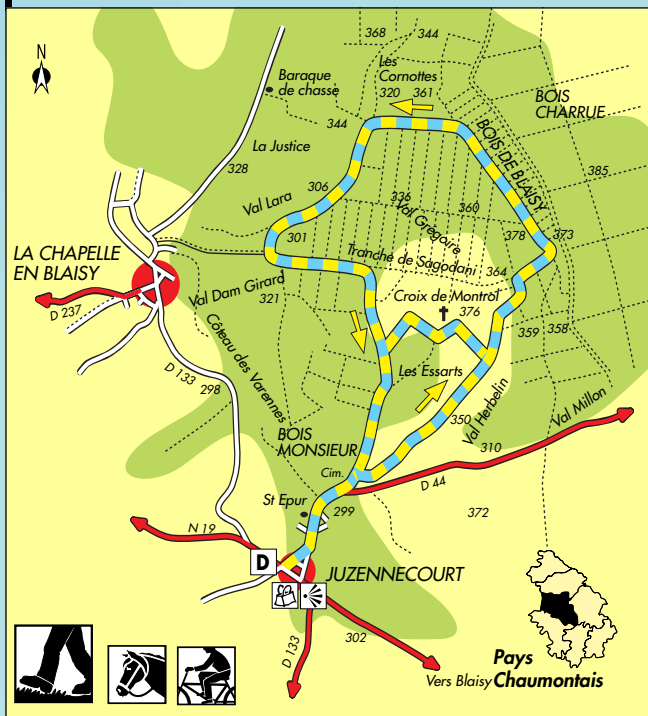 N
368
344
Les
Cornottes
320
361
Baraque
de chasse
BOIS
CHARRUE
344
BOIS DE BLAISY
La Justice
328
385
306
336
Val Lara
Val Grégoire
360
301
378
373
LA CHAPELLE
EN BLAISY
Tranche de Sagodani
364
Val Dam Girard
321
Croix de Montrol
376
D 237
359
358
Côteau des Varennes
D 133
298
Les Essarts
350
Val Herbelin
Val Millon
BOIS
MONSIEUR
310
Cim.
D 44
St Epur
299
372
N 19
D
JUZENNECOURT
302
D 133
Pays
Vers Blaisy
Chaumontais